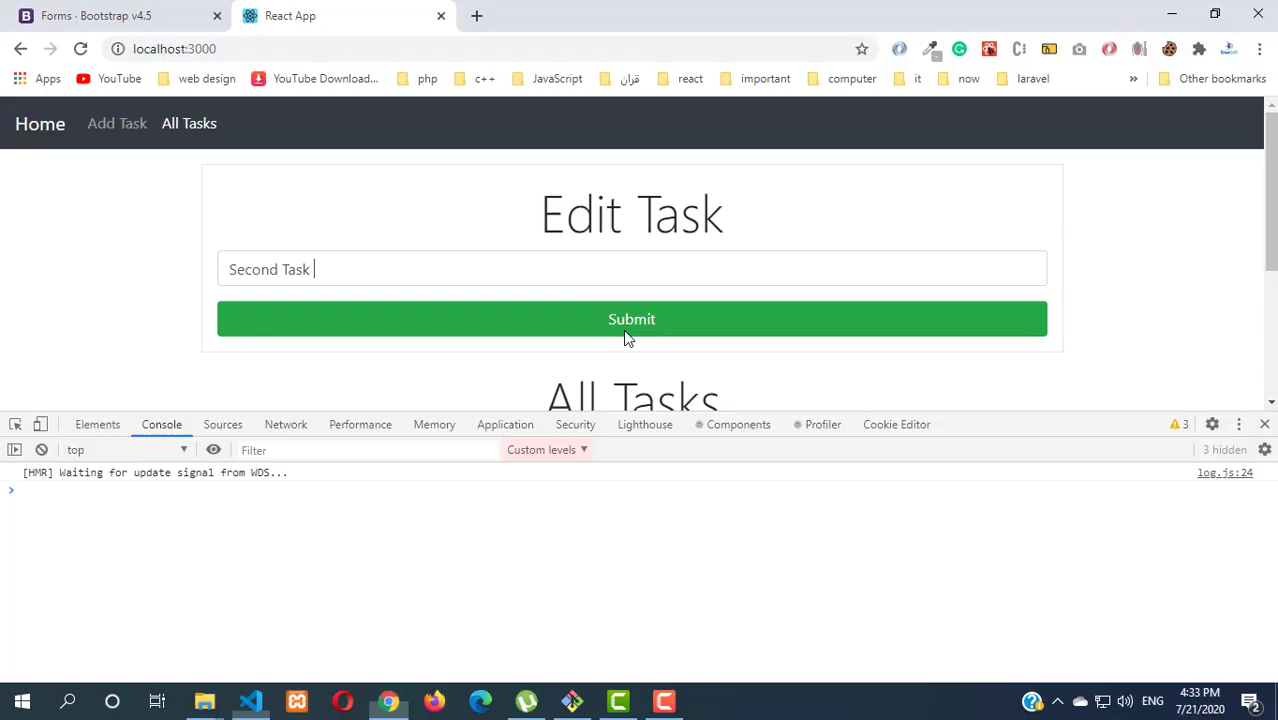 Forms · Bootstrap v4.5
React App
localhost:3000
Apps
YouTube
web design
YouTube Download...
php
c++
JavaScript
قران
react
important
computer
it
now
laravel
»
Other bookmarks
Home
Add Task
All Tasks
Edit Task
Second Task
Submit
All Tasks
Elements
Console
Sources
Network
Performance
Memory
Application
Security
Lighthouse
Components
Profiler
Cookie Editor
3
top
Filter
Custom levels
3 hidden
[HMR] Waiting for update signal from WDS...
log.js:24
ENG
4:33 PM
7/21/2020
2